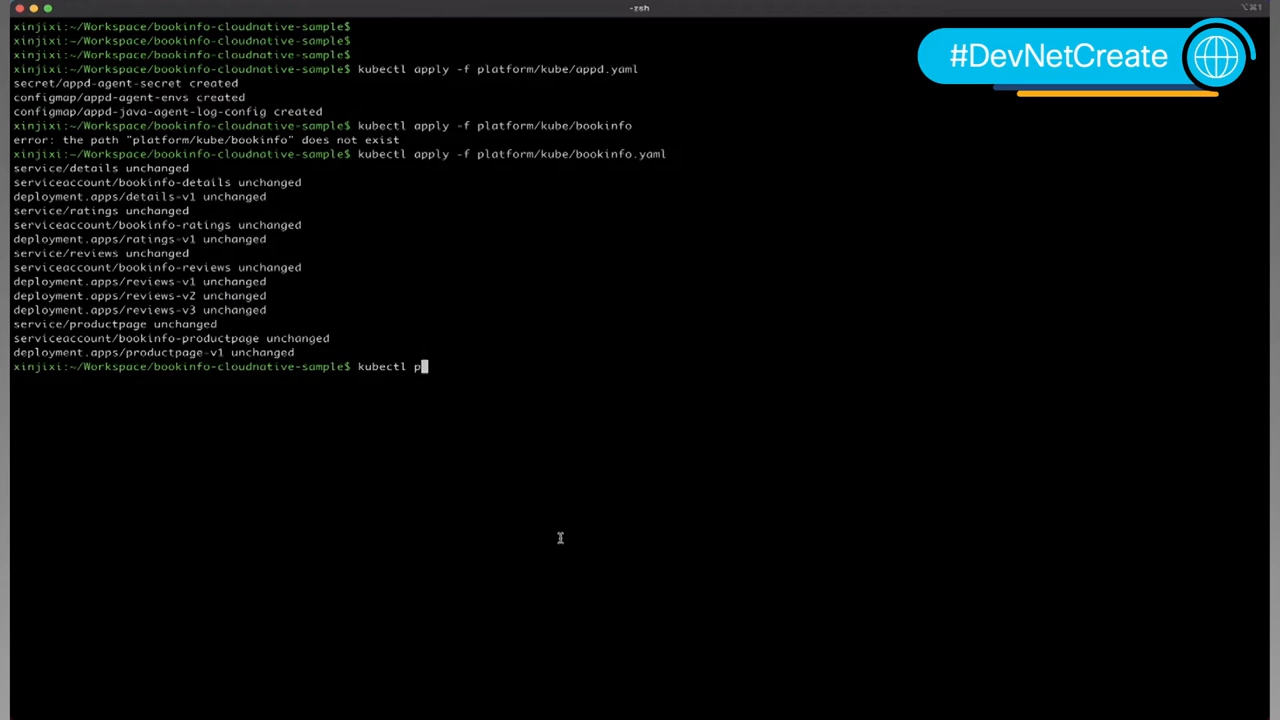 -zsh
⌥⌘1
xinjixi:~/Workspace/bookinfo-cloudnative-sample$
xinjixi:~/Workspace/bookinfo-cloudnative-sample$
xinjixi:~/Workspace/bookinfo-cloudnative-sample$
xinjixi:~/Workspace/bookinfo-cloudnative-sample$ kubectl apply -f platform/kube/appd.yaml
secret/appd-agent-secret created
configmap/appd-agent-envs created
configmap/appd-java-agent-log-config created
xinjixi:~/Workspace/bookinfo-cloudnative-sample$ kubectl apply -f platform/kube/bookinfo
error: the path "platform/kube/bookinfo" does not exist
xinjixi:~/Workspace/bookinfo-cloudnative-sample$ kubectl apply -f platform/kube/bookinfo.yaml
service/details unchanged
serviceaccount/bookinfo-details unchanged
deployment.apps/details-v1 unchanged
service/ratings unchanged
serviceaccount/bookinfo-ratings unchanged
deployment.apps/ratings-v1 unchanged
service/reviews unchanged
serviceaccount/bookinfo-reviews unchanged
deployment.apps/reviews-v1 unchanged
deployment.apps/reviews-v2 unchanged
deployment.apps/reviews-v3 unchanged
service/productpage unchanged
serviceaccount/bookinfo-productpage unchanged
deployment.apps/productpage-v1 unchanged
xinjixi:~/Workspace/bookinfo-cloudnative-sample$ kubectl p
#DevNetCreate